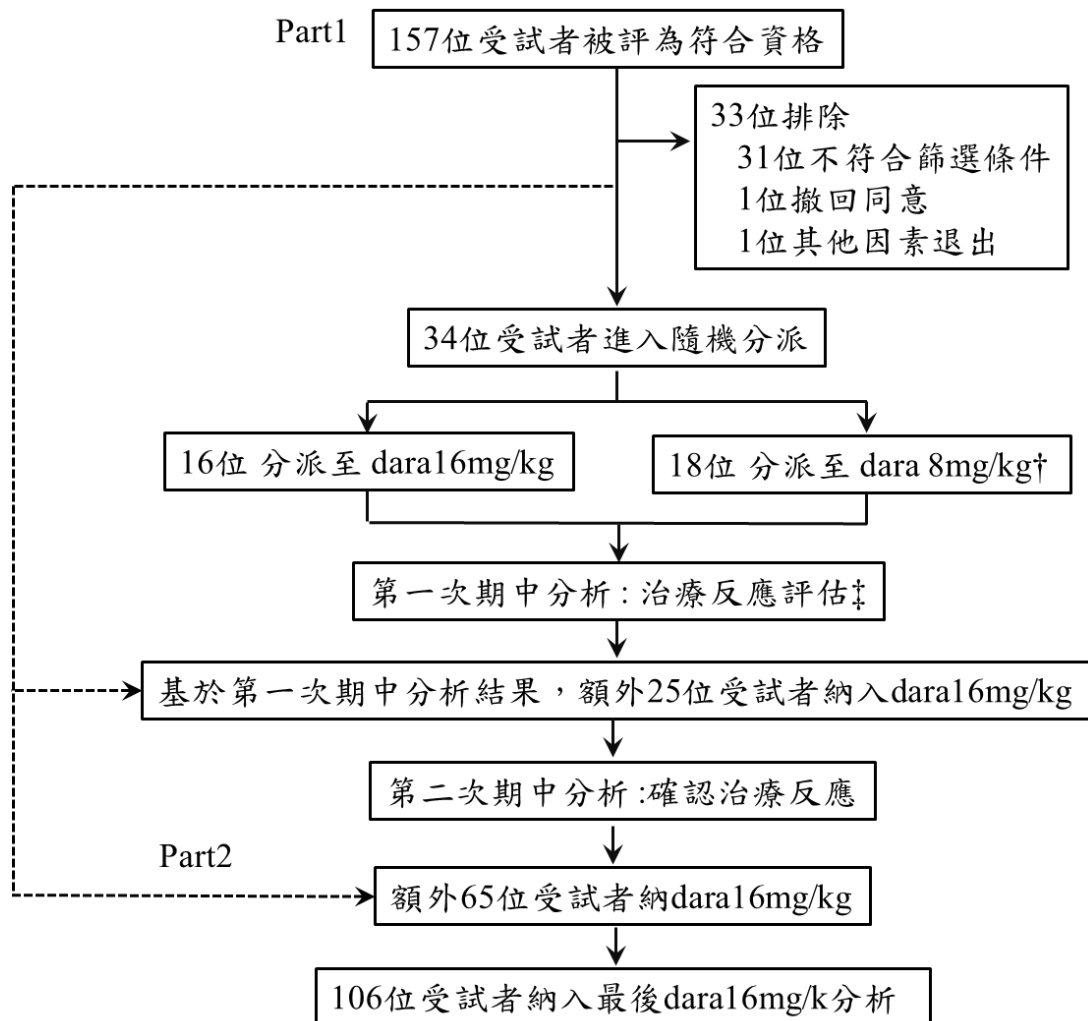 Part1
157位受試者被評為符合資格
33位排除
31位不符合篩選條件
1位撤回同意
1位其他因素退出
34位受試者進入隨機分派
16位 分派至 dara16mg/kg
18位 分派至 dara 8mg/kg†
第一次期中分析：治療反應評估‡
基於第一次期中分析結果，額外25位受試者納入dara16mg/kg
第二次期中分析:確認治療反應
Part2
額外65位受試者納dara16mg/kg
106位受試者納入最後dara16mg/k分析